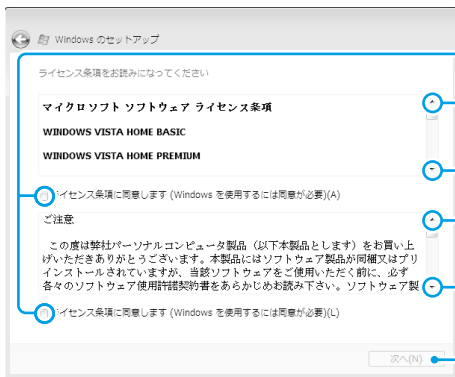 Windows のセットアップ
ライセンス条項をお読みになってください
マイクロソフト ソフトウェア ライセンス条項
WINDOWS VISTA HOME BASIC
WINDOWS VISTA HOME PREMIUM
イセンス条項に同意します (Windows を使用するには同意が必要)(A)
ご注意
この度は弊社パーソナルコンピュータ製品（以下本製品とします）をお買い上
げいただきありがとうございます。本製品にはソフトウェア製品が同梱又はプリ
インストールされていますが、当該ソフトウェアをご使用いただく前に、必ず
各々のソフトウェア使用許諾契約書をあらかじめお読み下さい。ソフトウェア製
イセンス条項に同意します (Windows を使用するには同意が必要)(L)
次へ(N)